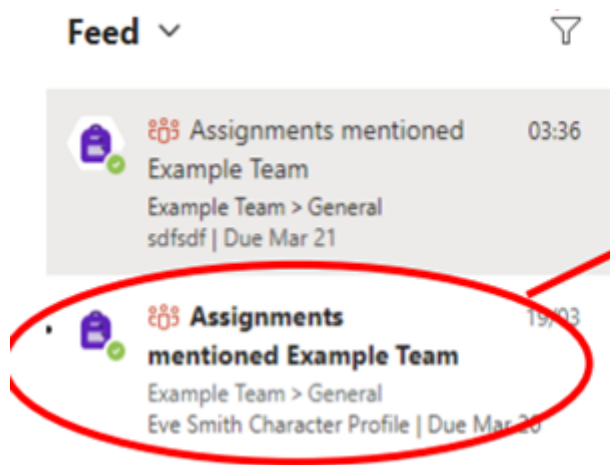 Feed
Assignments mentioned 03:36
Example Team
Example Team > General
sdfsdf | Due Mar 21
Assignments 19/03
mentioned Example Team
Example Team > General
Eve Smith Character Profile | Due Mar 20